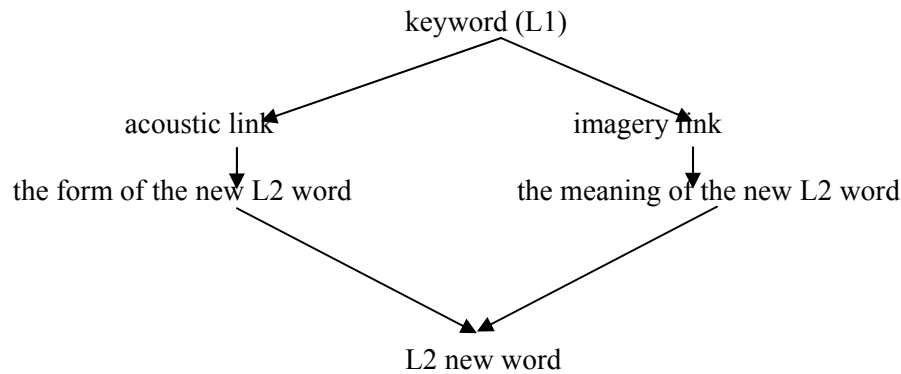 keyword (L1)
acoustic link
imagery link
the form of the new L2 word
the meaning of the new L2 word
L2 new word